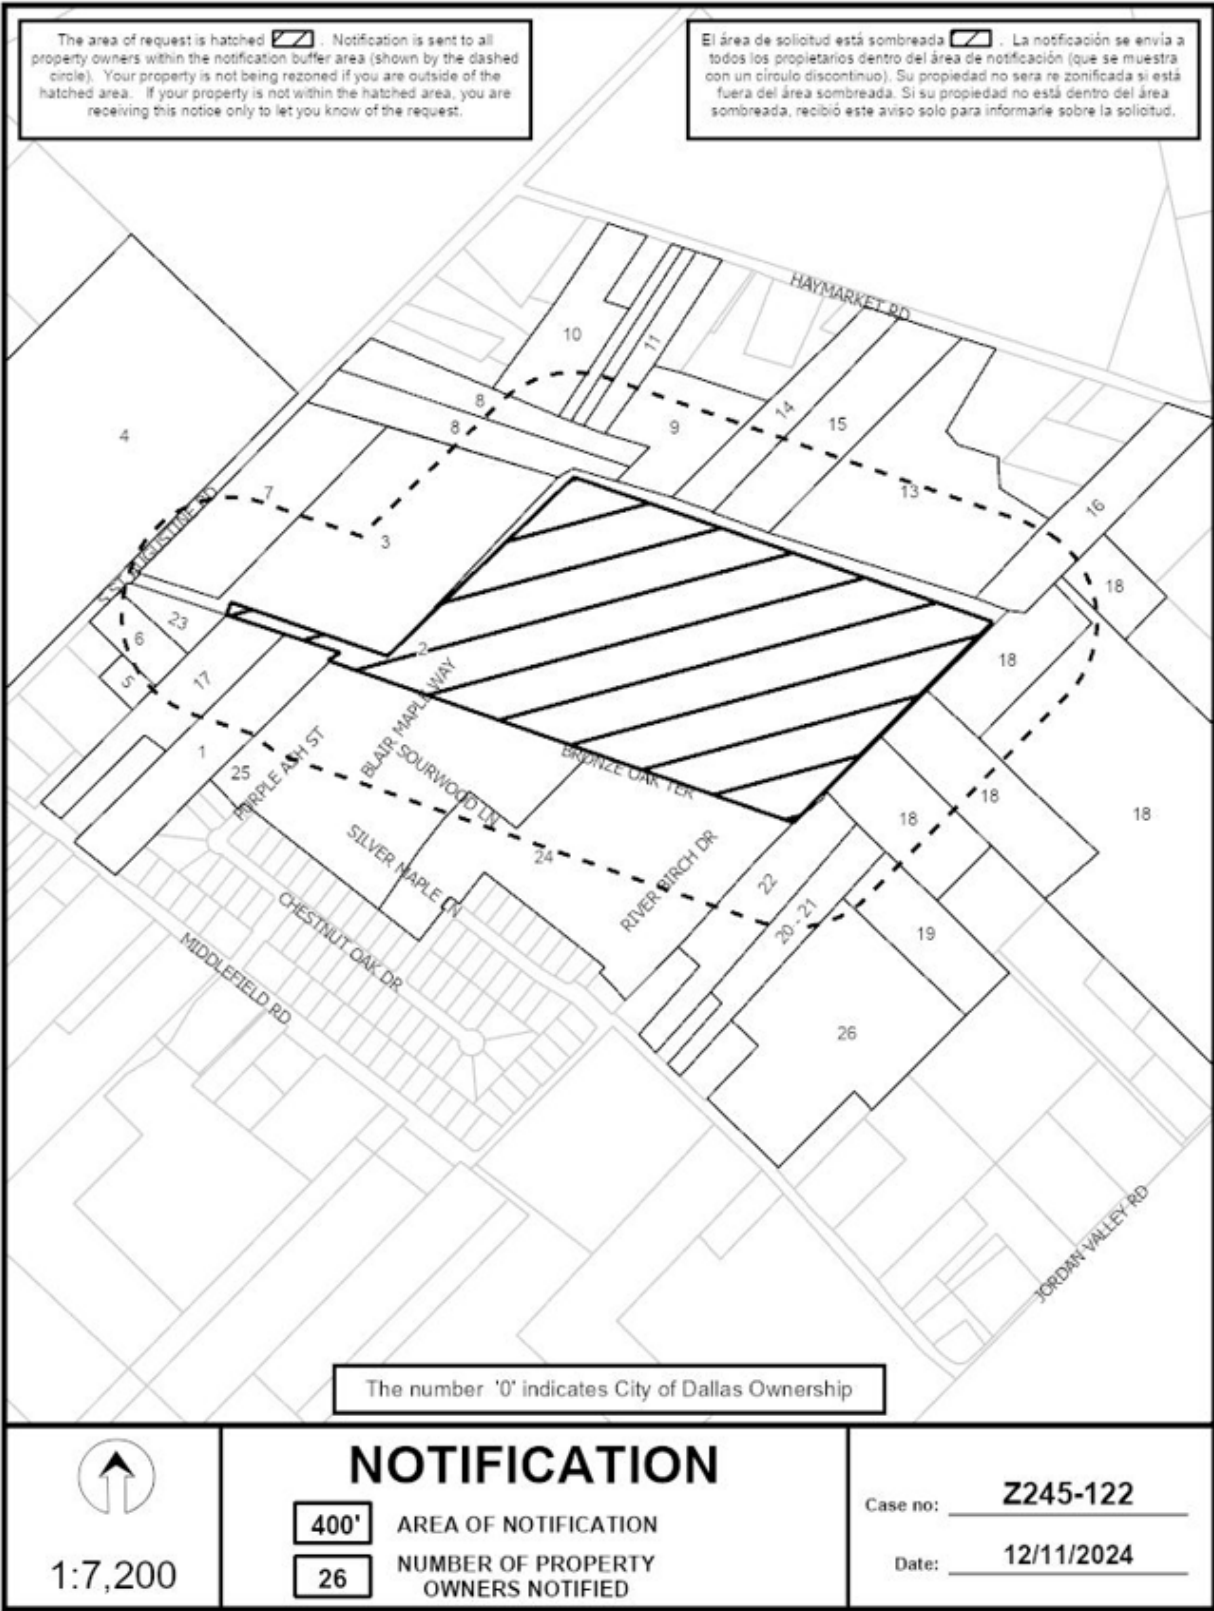 The area of request is hatched . Notification is sent to all
property owners within the notification buffer area (shown by the dashed
circle). Your property is not being rezoned if you are outside of the
hatched area. If your property is not within the hatched area, you are
receiving this notice only to let you know of the request.
El área de solicitud está sombreada . La notificación se envía a
todos los propietarios dentro del área de notificación (que se muestra
con un círculo discontinuo). Su propiedad no sera re zonificada si está
fuera del área sombreada. Si su propiedad no está dentro del área
sombreada, recibió este aviso solo para informarle sobre la solicitud.
HAYMARKET RD
10
11
8
8
9
14
15
4
7
13
16
3
ST AUGUSTINE RD
18
6
23
2
18
5
17
BLAIR MAPLE WAY
1
25
PURPLE ASH ST
SOURWOOD LN
BRONZE OAK TER
18
18
18
SILVER MAPLE LN
24
RIVER BIRCH DR
22
20 - 21
19
CHESTNUT OAK DR
MIDDLEFIELD RD
26
JORDAN VALLEY RD
The number '0' indicates City of Dallas Ownership
1:7,200
NOTIFICATION
400' AREA OF NOTIFICATION
26 NUMBER OF PROPERTY
OWNERS NOTIFIED
Case no: Z245-122
Date: 12/11/2024